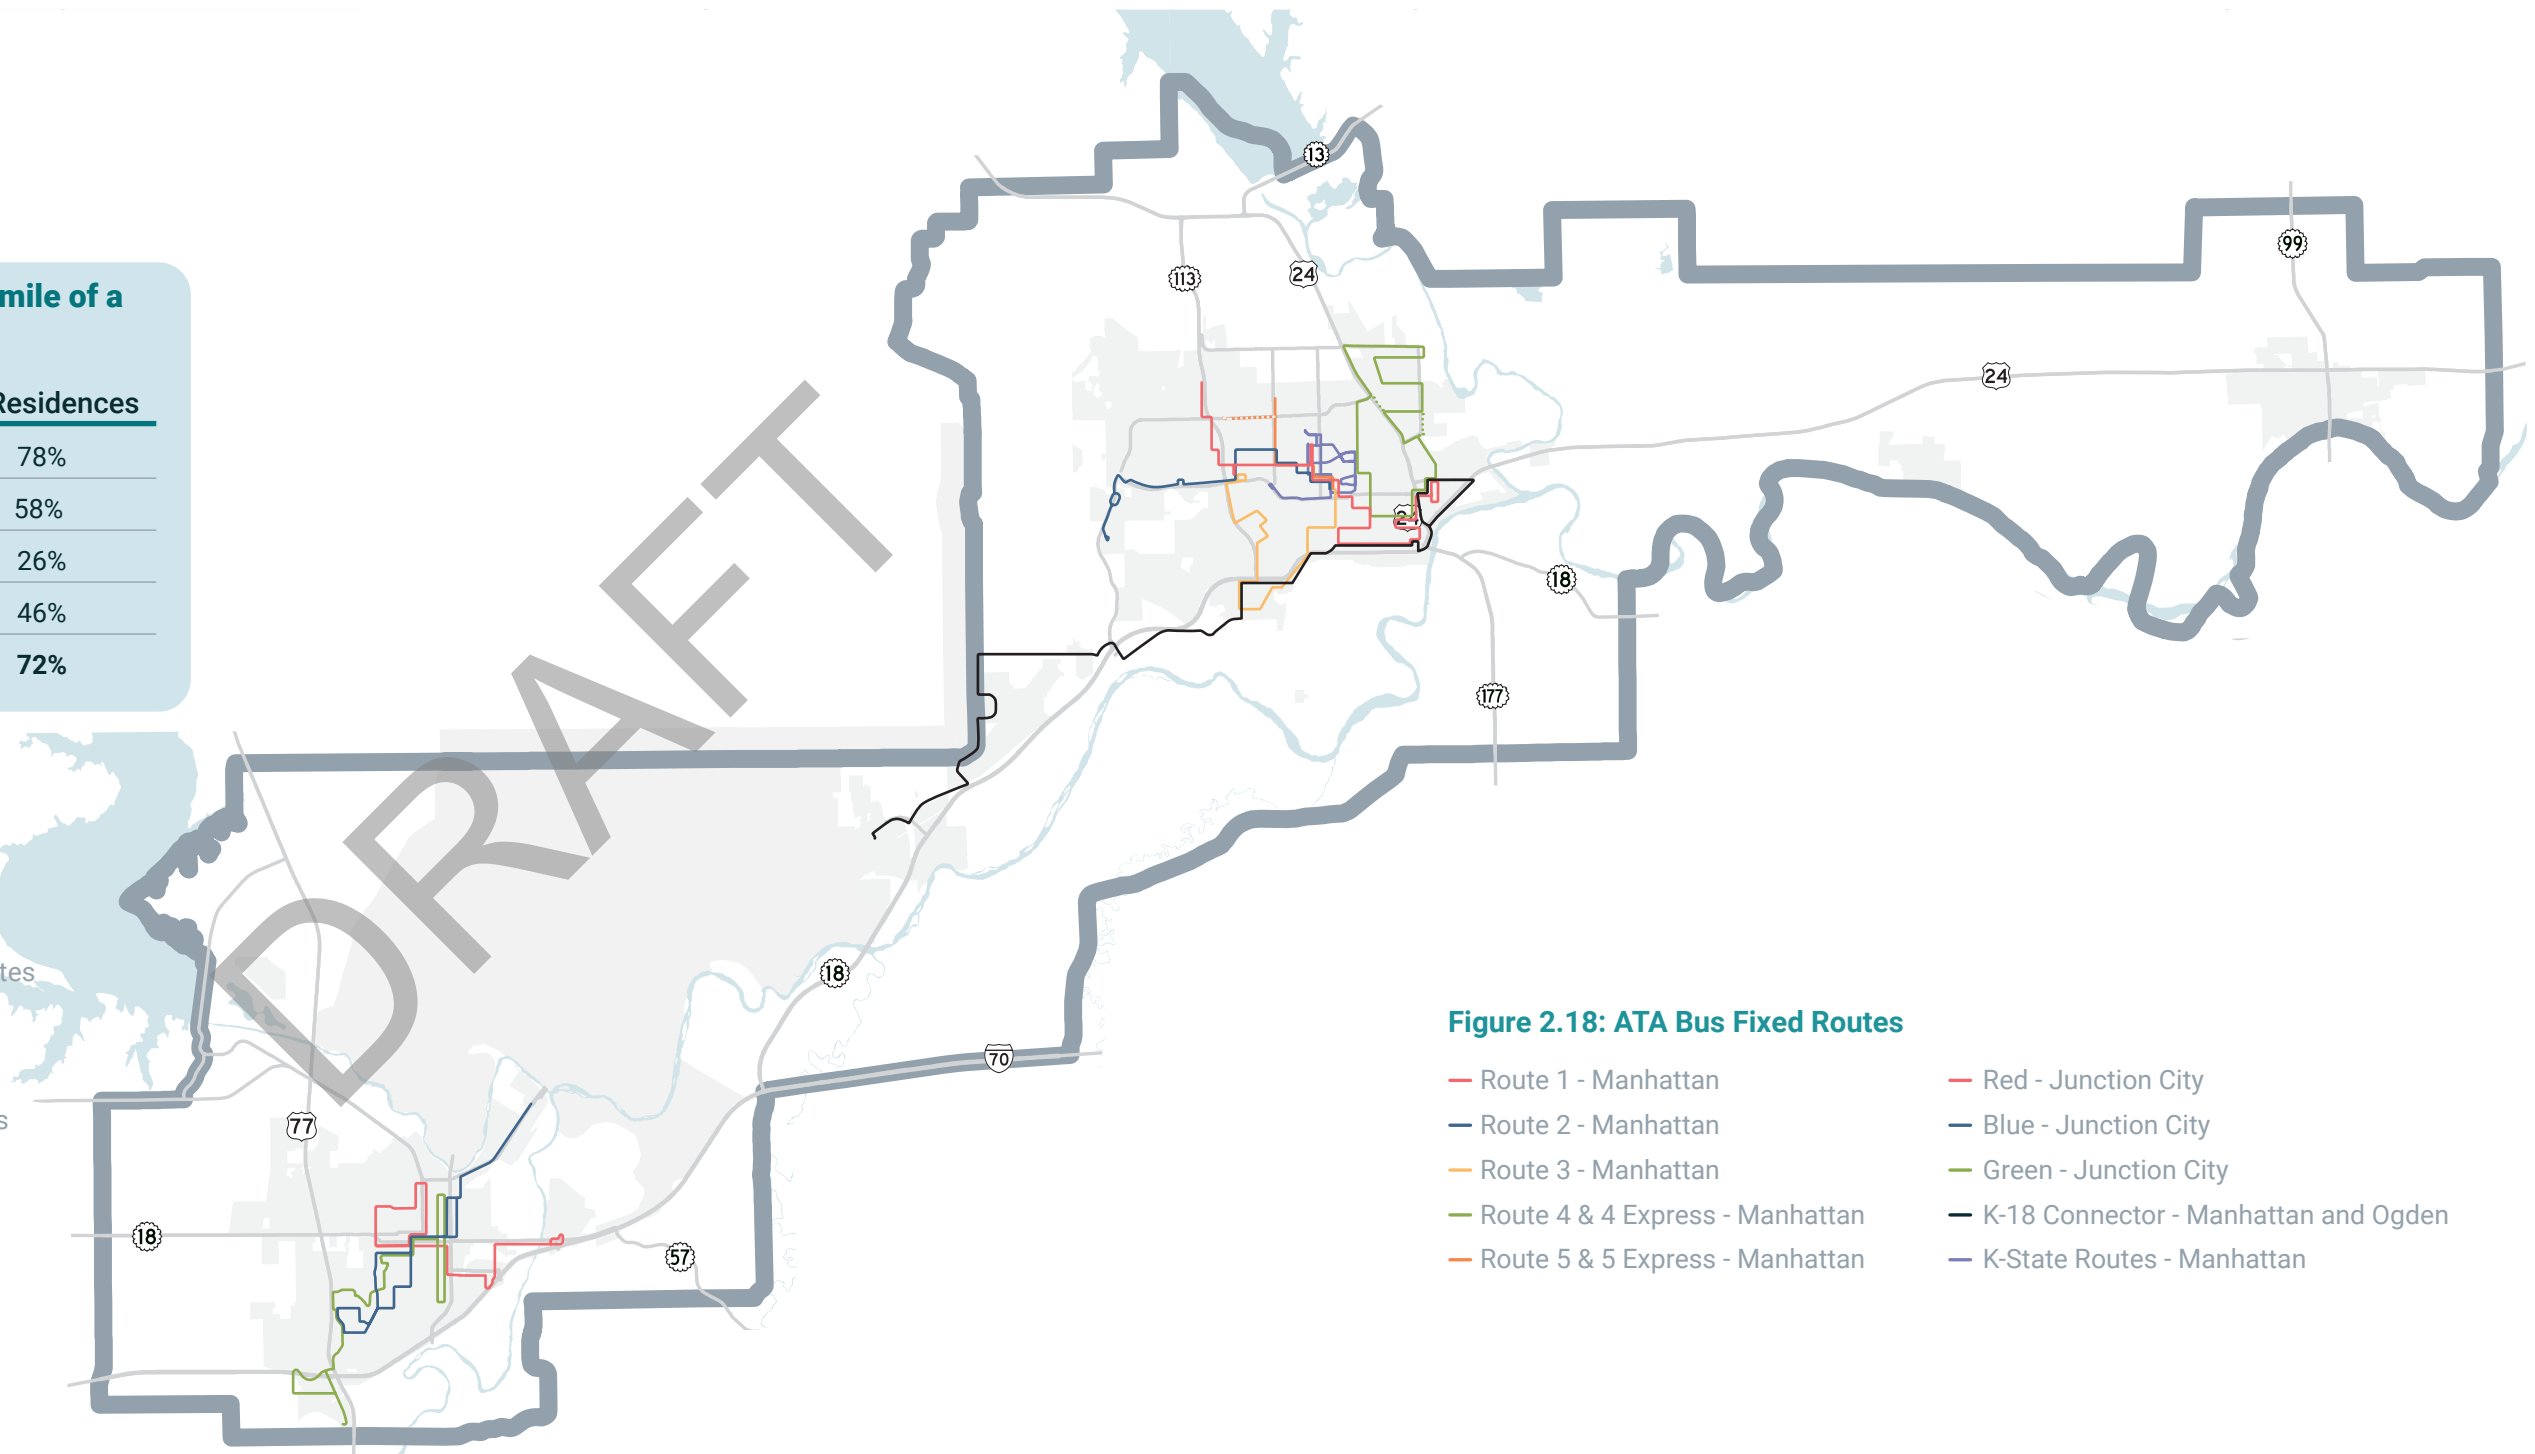 mile of a
Residences
78%
58%
26%
46%
72%
tes
s
DRAFT
13
99
113
24
24
24
18
177
18
70
77
18
57
Figure 2.18: ATA Bus Fixed Routes
Route 1 - Manhattan
Route 2 - Manhattan
Route 3 - Manhattan
Route 4 & 4 Express - Manhattan
Route 5 & 5 Express - Manhattan
Red - Junction City
Blue - Junction City
Green - Junction City
K-18 Connector - Manhattan and Ogden
K-State Routes - Manhattan